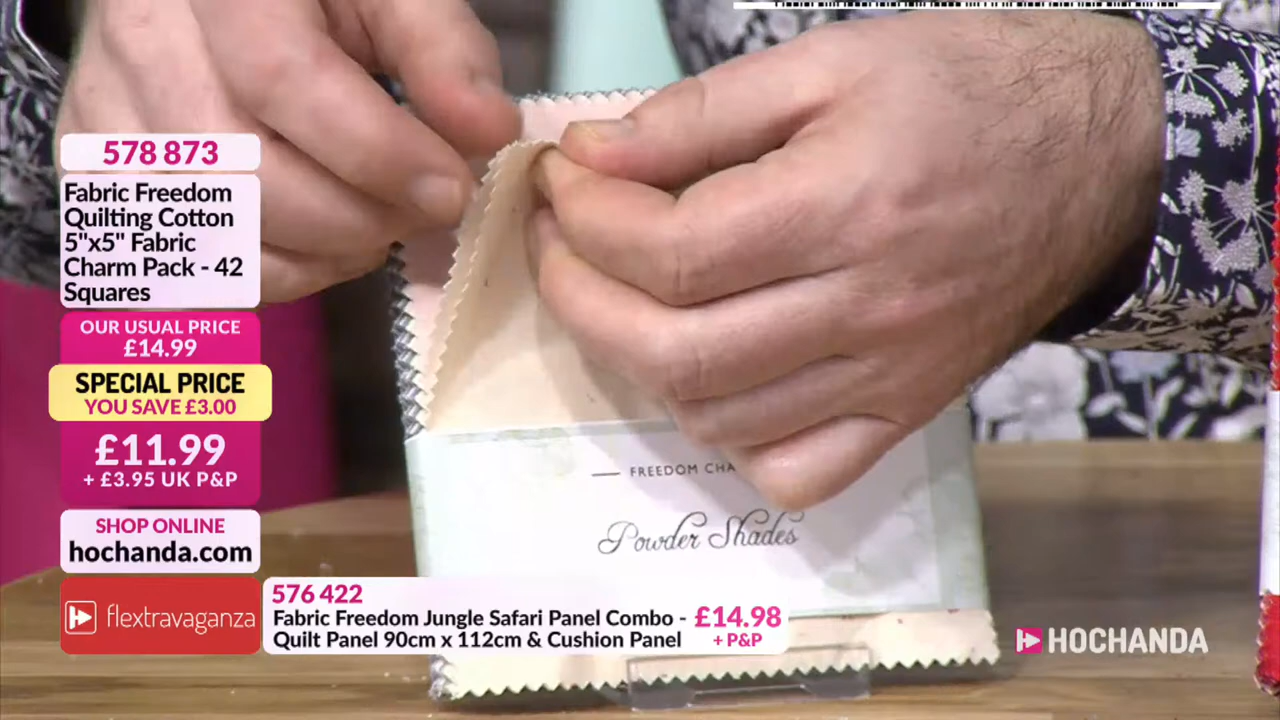 578 873
Fabric Freedom
Quilting Cotton
5"x5" Fabric
Charm Pack - 42
Squares
OUR USUAL PRICE
£14.99
SPECIAL PRICE
YOU SAVE £3.00
£11.99
+ £3.95 UK P&P
SHOP ONLINE
hochanda.com
flextravaganza
576 422
Fabric Freedom Jungle Safari Panel Combo -
Quilt Panel 90cm x 112cm & Cushion Panel
£14.98
+ P&P
FREEDOM CHA
Powder Shades
HOCHANDA